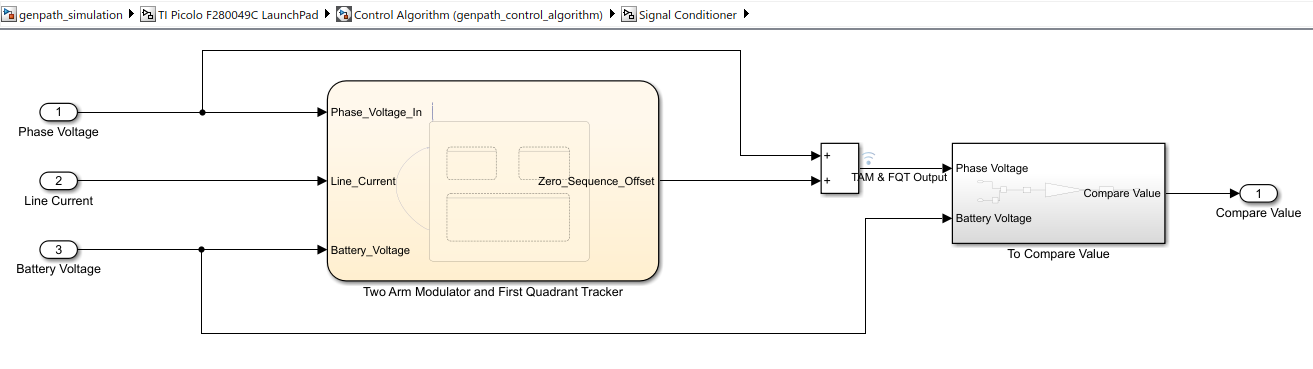 genpath_simulation TI Picolo F280049C LaunchPad Control Algorithm (genpath_control_algorithm) Signal Conditioner
1
Phase Voltage
2
Line Current
3
Battery Voltage
Phase_Voltage_In
Line_Current
Battery_Voltage
Zero_Sequence_Offset
Two Arm Modulator and First Quadrant Tracker
+
+
TAM & FQT Output
Phase Voltage
Battery Voltage
Compare Value
To Compare Value
1
Compare Value